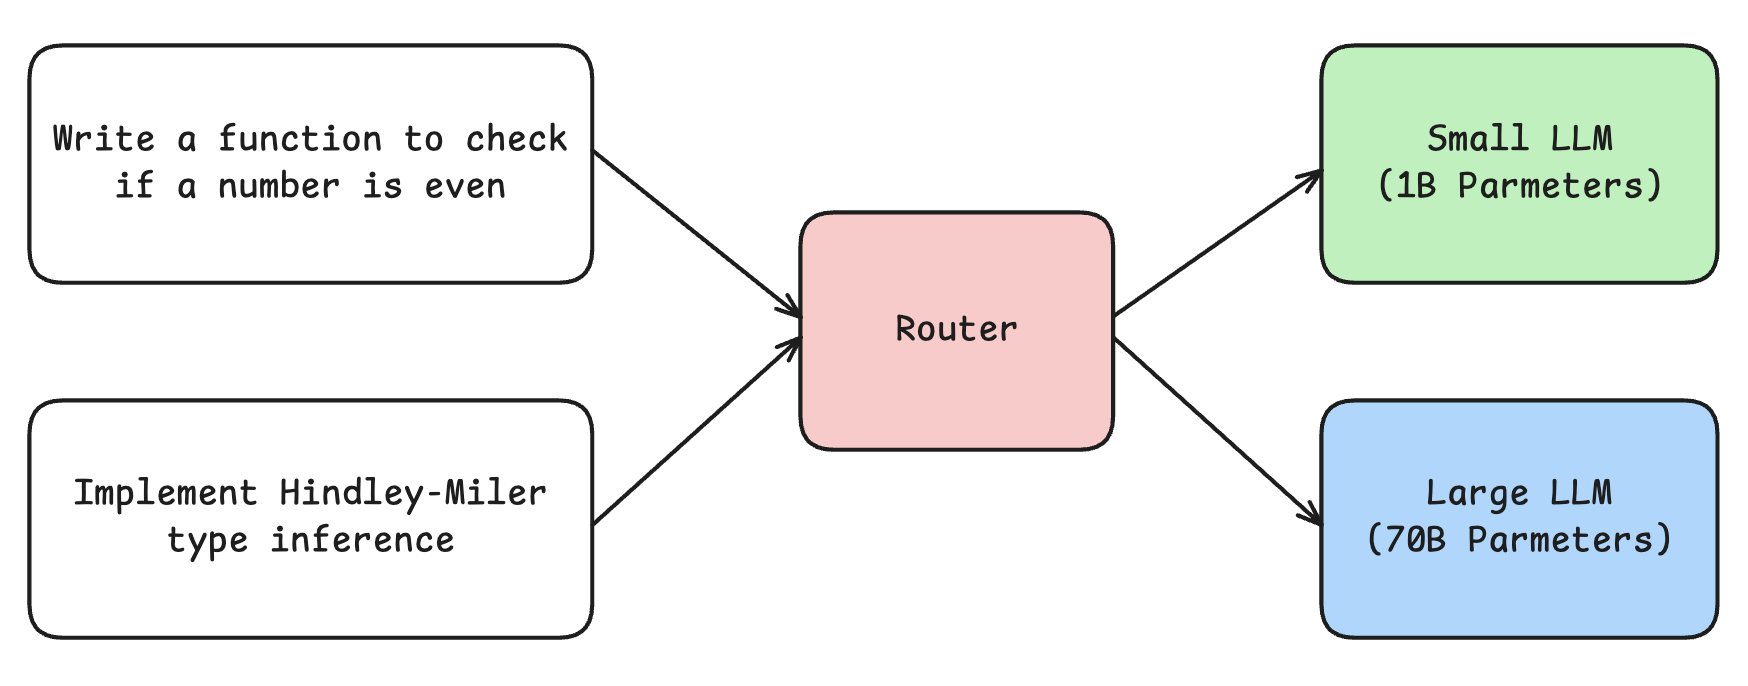 Write a function to check
if a number is even
Implement Hindley-Miler
type inference
Router
Small LLM
(1B Parmeters)
Large LLM
(70B Parmeters)